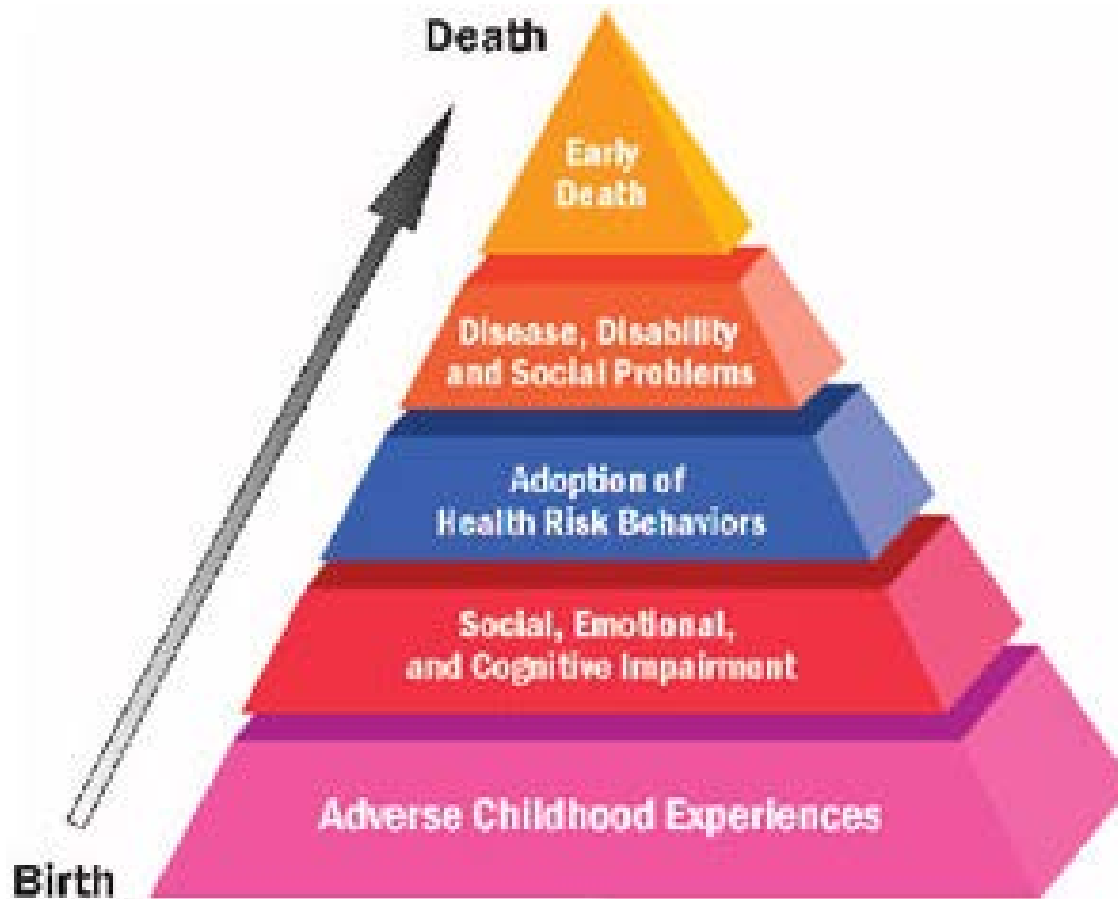 Death
Early
Death
Disease, Disability
and Social Problems
Adoption of
Health Risk Behaviors
Social, Emotional,
and Cognitive Impairment
Adverse Childhood Experiences
Birth